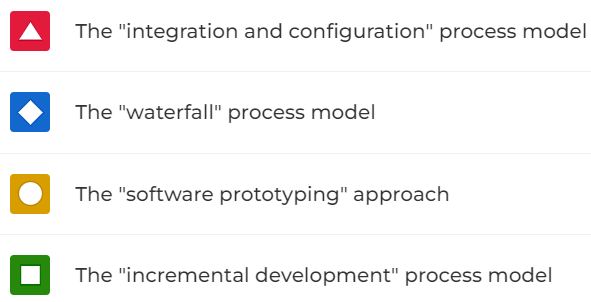 The "integration and configuration" process model
The "waterfall" process model
The "software prototyping" approach
The "incremental development" process model